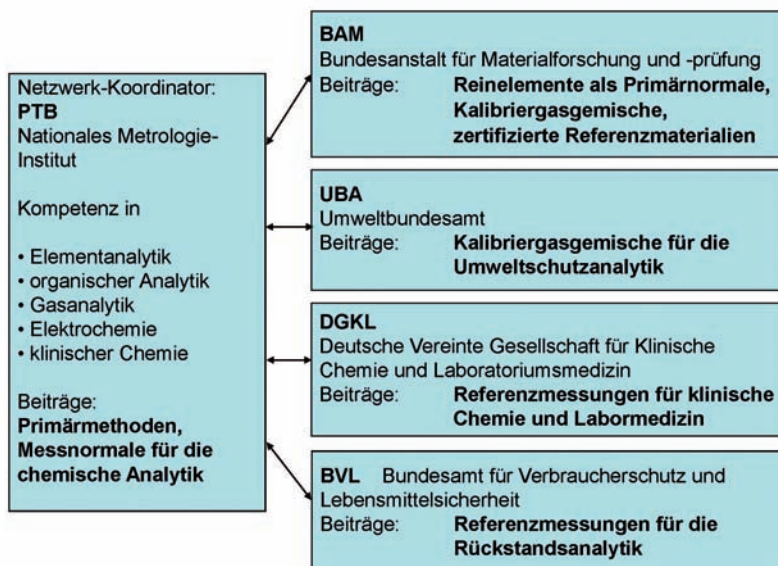 Netzwerk-Koordinator:
PTB
Nationales Metrologie-
Institut
Kompetenz in
• Elementanalytik
• organischer Analytik
• Gasanalytik
• Elektrochemie
• klinischer Chemie
Beiträge:
Primärmethoden,
Messnormale für die
chemische Analytik
BAM
Bundesanstalt für Materialforschung und -prüfung
Beiträge: Reinelemente als Primärnormale,
Kalibriergasgemische,
zertifizierte Referenzmaterialien
UBA
Umweltbundesamt
Beiträge: Kalibriergasgemische für die
Umweltschutzanalytik
DGKL
Deutsche Vereinte Gesellschaft für Klinische
Chemie und Laboratoriumsmedizin
Beiträge: Referenzmessungen für klinische
Chemie und Labormedizin
BVL Bundesamt für Verbraucherschutz und
Lebensmittelsicherheit
Beiträge: Referenzmessungen für die
Rückstandsanalytik